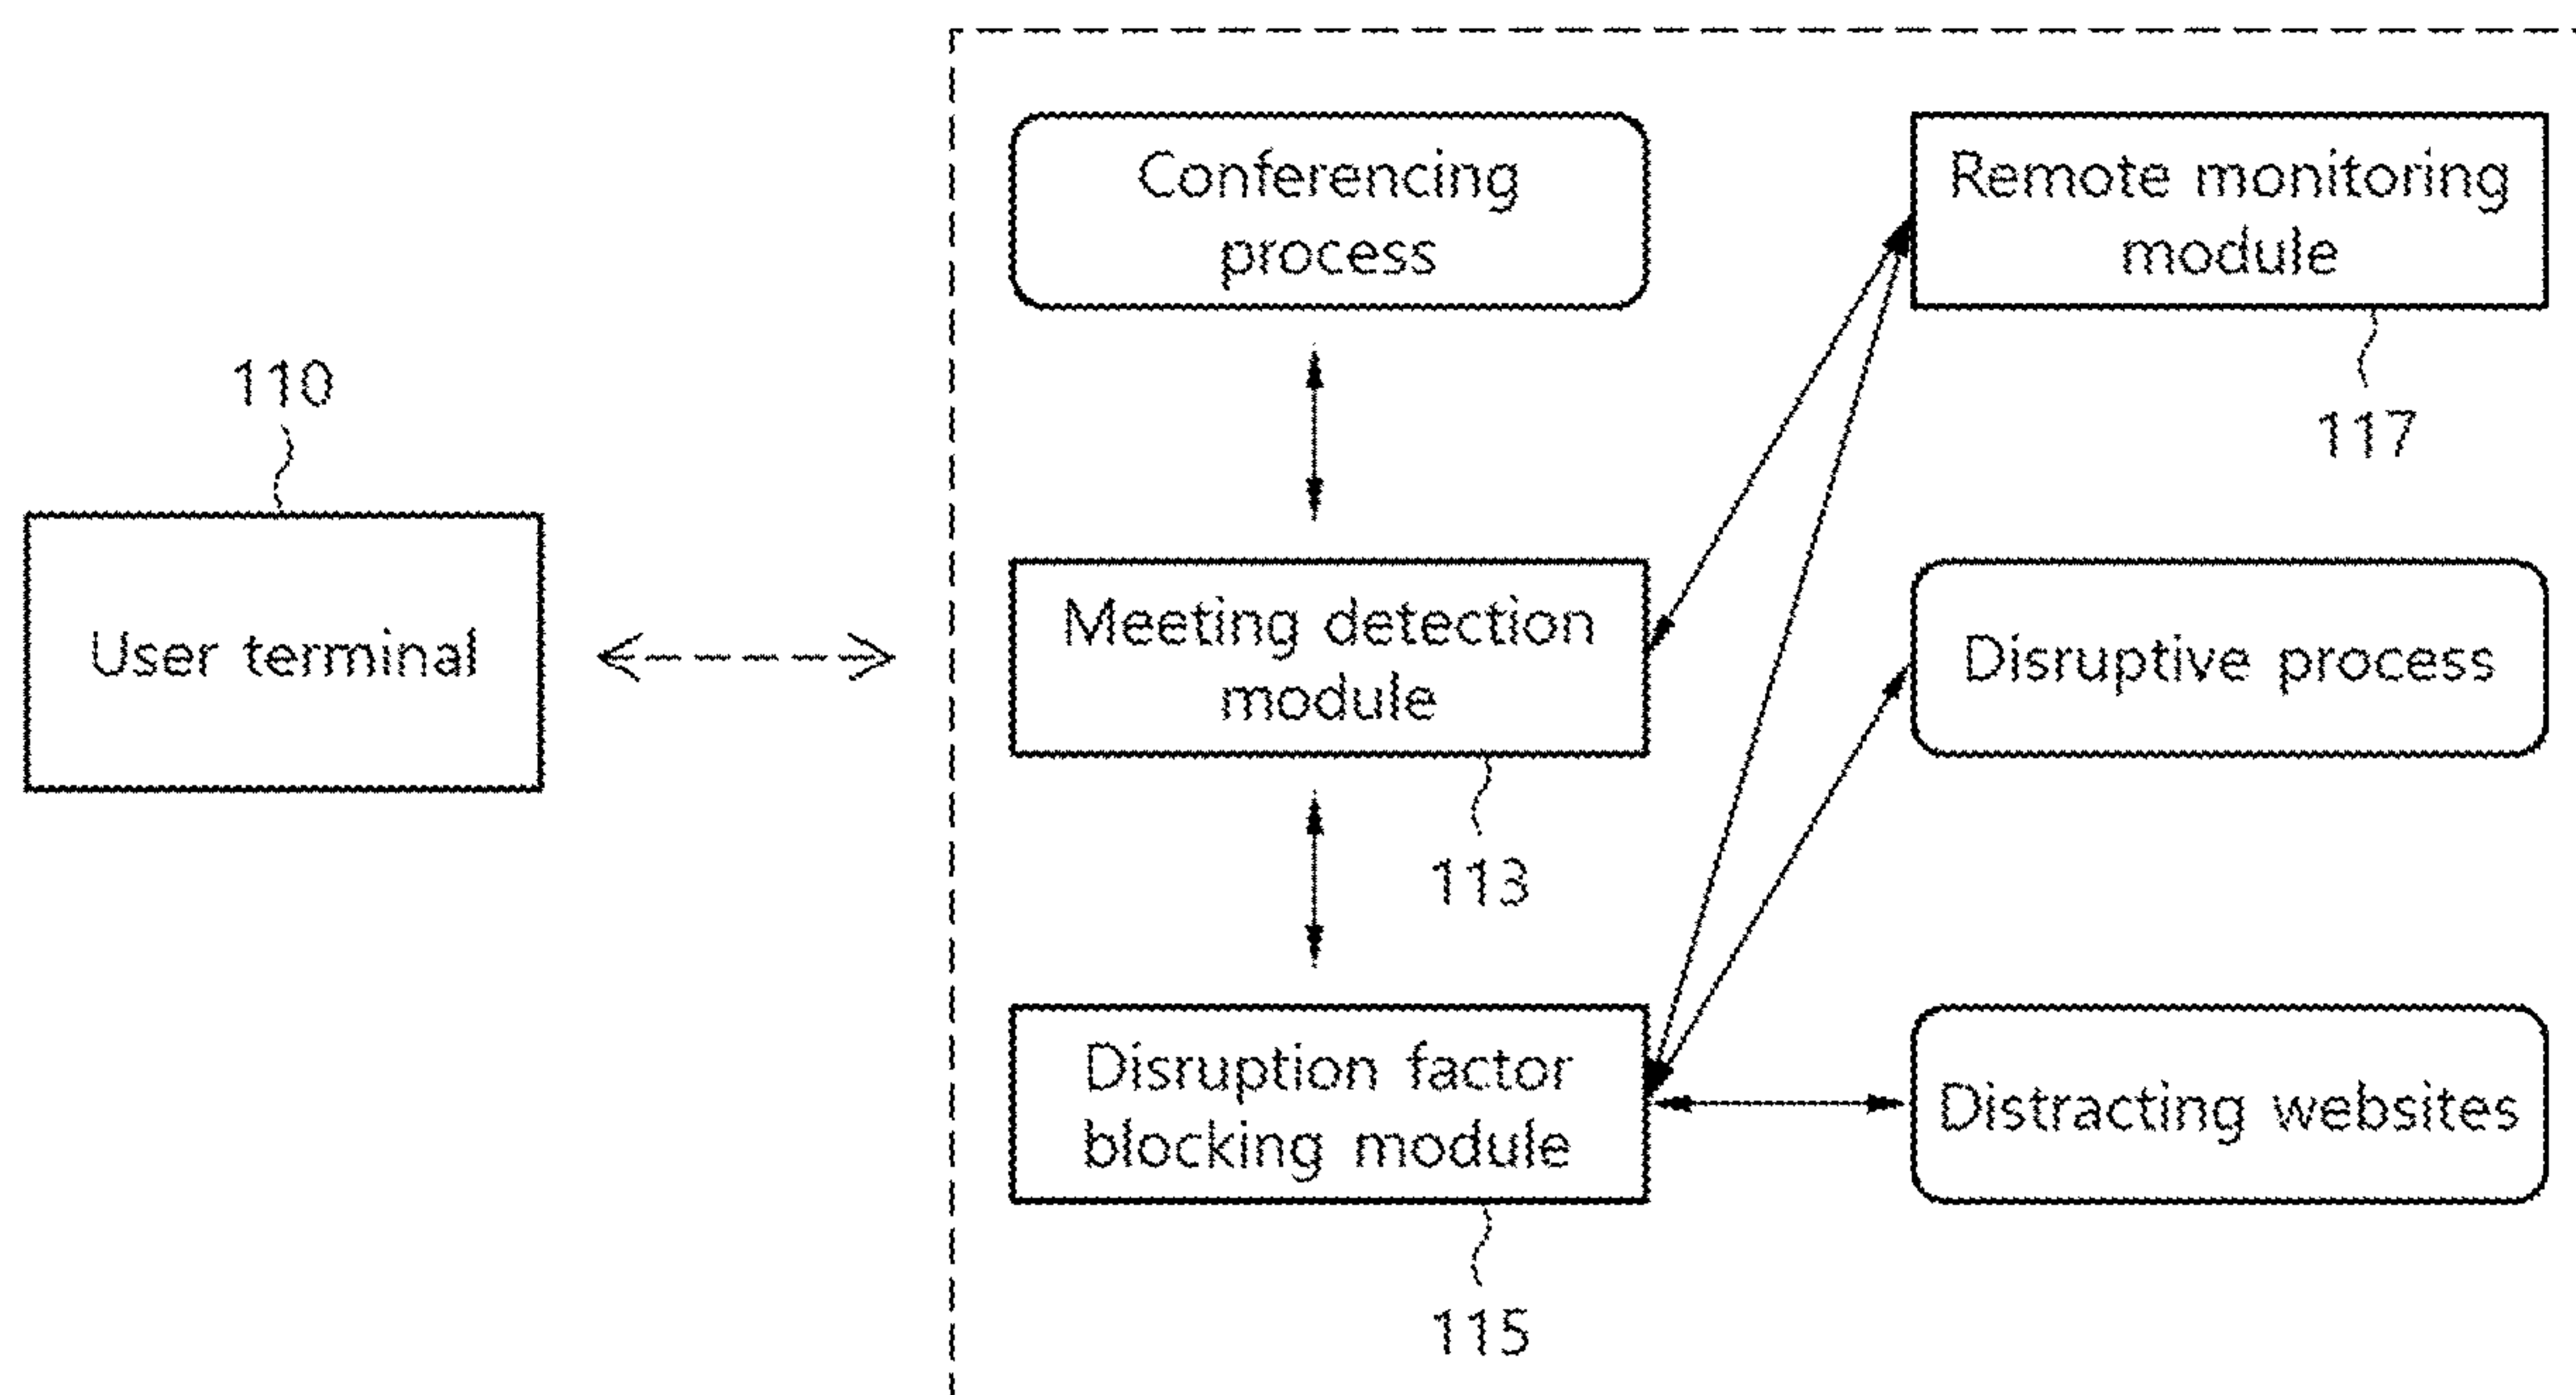 Conferencing
process
Remote monitoring
module
117
110
User terminal
Meeting detection
module
113
Disruptive process
Disruption factor
blocking module
115
Distracting websites